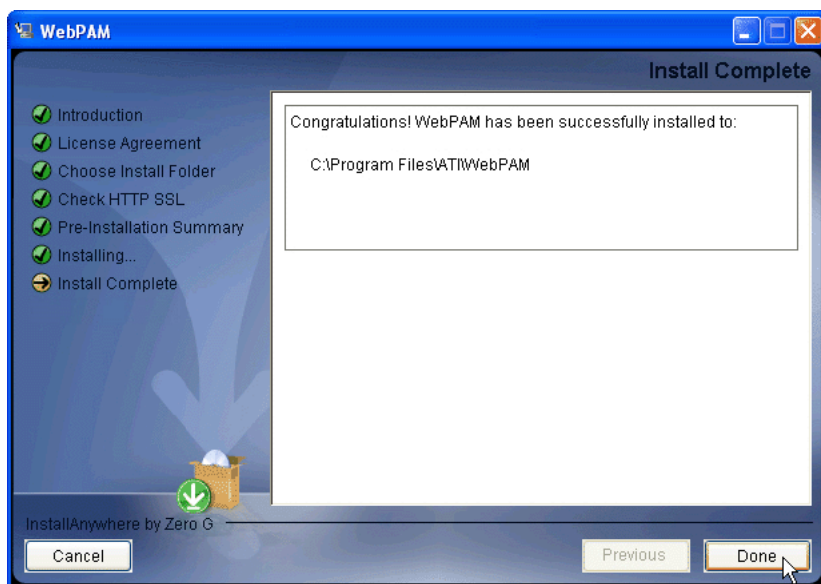 WebPAM
Install Complete
Introduction
License Agreement
Choose Install Folder
Check HTTP SSL
Pre-Installation Summary
Installing...
Install Complete
Congratulations! WebPAM has been successfully installed to:
C:\Program Files\ATI\WebPAM
InstallAnywhere by Zero G
Cancel
Previous
Done